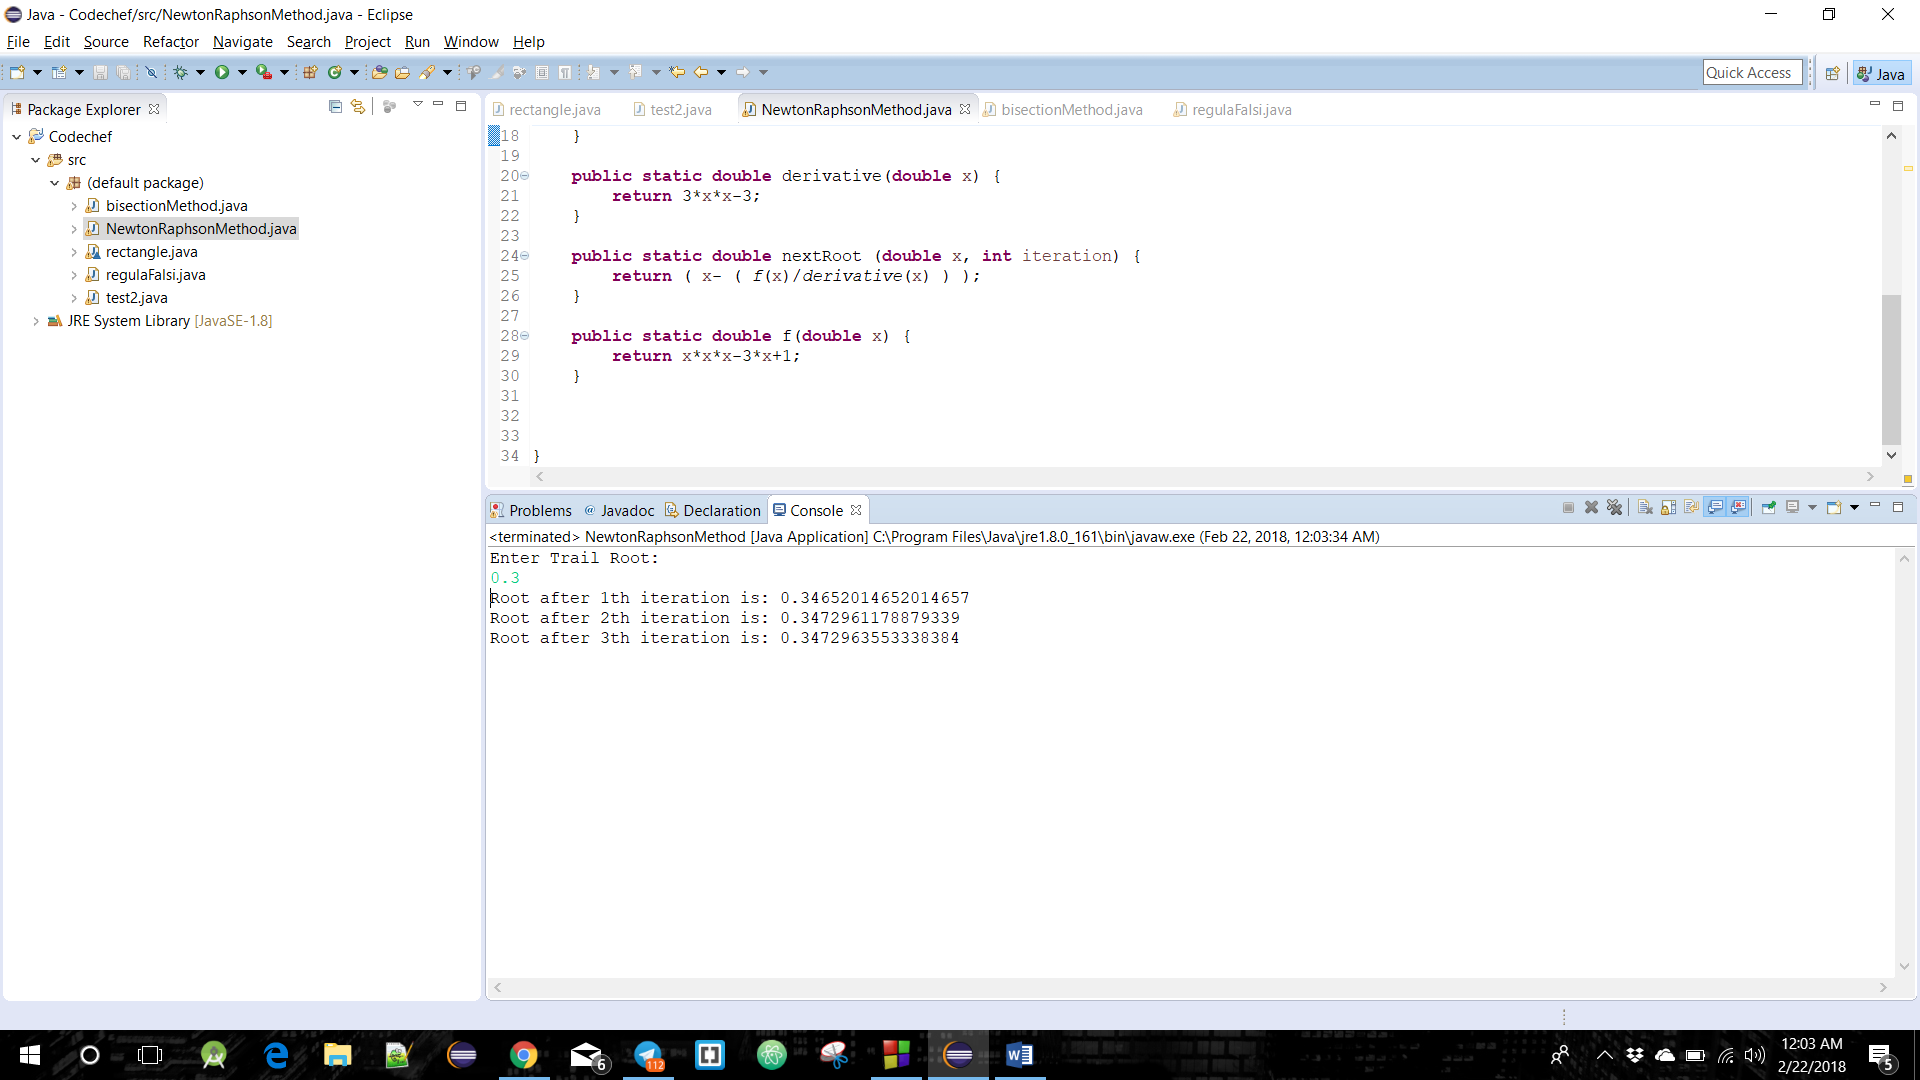 Java - Codechef/src/NewtonRaphsonMethod.java - Eclipse
File Edit Source Refactor Navigate Search Project Run Window Help
Quick Access
Java
Package Explorer
Codechef
src
(default package)
bisectionMethod.java
NewtonRaphsonMethod.java
rectangle.java
regulaFalsi.java
test2.java
JRE System Library [JavaSE-1.8]
rectangle.java test2.java NewtonRaphsonMethod.java bisectionMethod.java regulaFalsi.java
18 }
19
20 public static double derivative(double x) {
21 return 3*x*x-3;
22 }
23
24 public static double nextRoot (double x, int iteration) {
25 return ( x- ( f(x)/derivative(x) ) );
26 }
27
28 public static double f(double x) {
29 return x*x*x-3*x+1;
30 }
31
32
33
34 }
Problems @ Javadoc Declaration Console
<terminated> NewtonRaphsonMethod [Java Application] C:\Program Files\Java\jre1.8.0_161\bin\javaw.exe (Feb 22, 2018, 12:03:34 AM)
Enter Trail Root:
0.3
Root after 1th iteration is: 0.34652014652014657
Root after 2th iteration is: 0.3472961178879339
Root after 3th iteration is: 0.3472963553338384
6
112
12:03 AM
2/22/2018
5